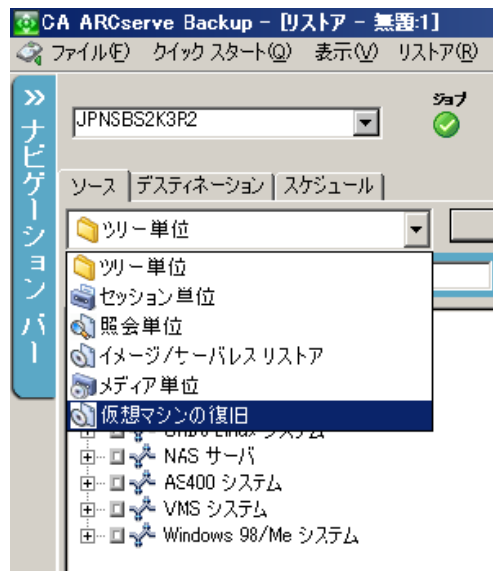 CA ARCserve Backup - [リストア - 無題:1]
ファイル(F) クイック スタート(Q) 表示(V) リストア(R)
ジョブ
JPNSBS2K3R2
ナビゲーション バー
ソース デスティネーション スケジュール
ツリー単位
ツリー単位
セッション単位
照会単位
イメージ/サーバレス リストア
メディア単位
仮想マシンの復旧
NAS サーバ
AS400 システム
VMS システム
Windows 98/Me システム